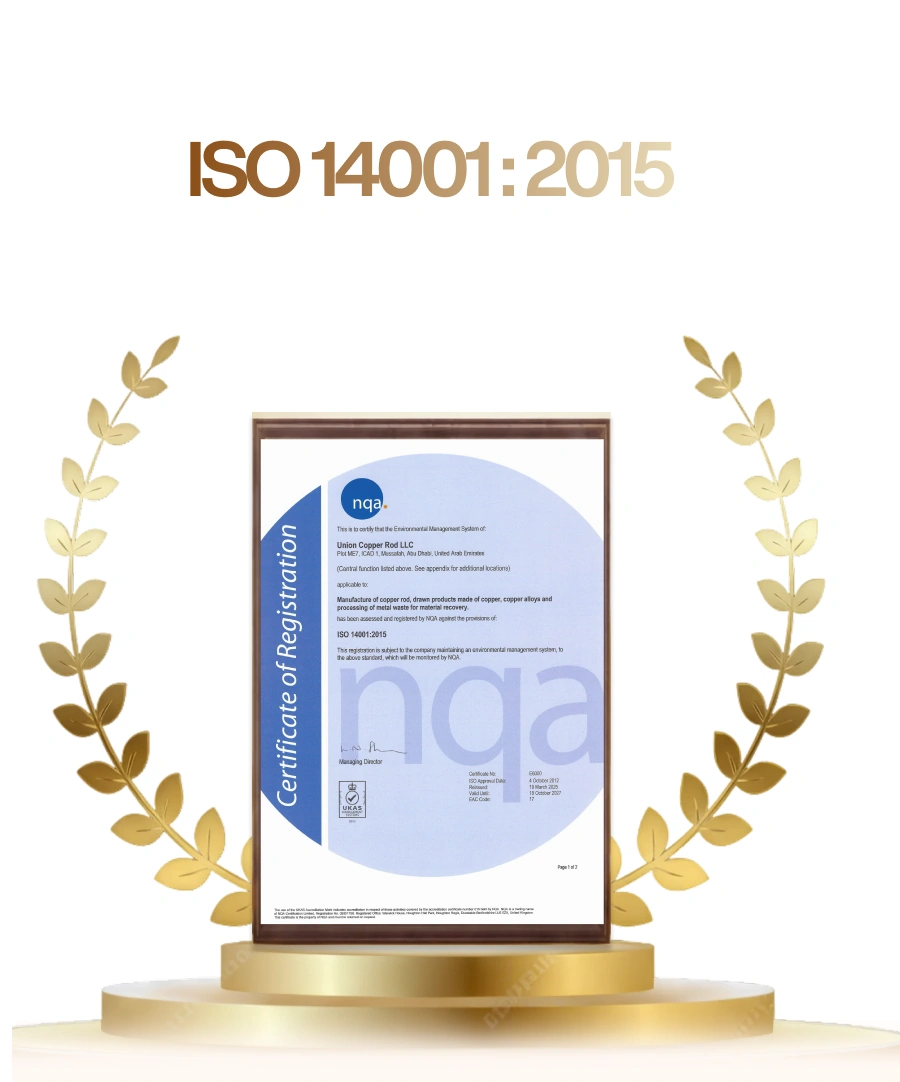 ISO 14001: 2015
nqa.
This is to certify that the Environmental Management System of:
Union Copper Rod LLC
Plot ME7, ICAD 1, Mussafah, Abu Dhabi, United Arab Emirates
(Central function listed above. See appendix for additional locations)
applicable to:
Manufacture of copper rod, drawn products made of copper, copper alloys and
processing of metal waste for material recovery.
has been assessed and registered by NQA against the provisions of:
ISO 14001:2015
This registration is subject to the company maintaining an environmental management system, to
the above standard, which will be monitored by NQA.
Certificate of Registration
nqa
Managing Director
UKAS
MANAGEMENT
SYSTEMS
Certificate No.
ISO Approval Date: 4 October 2012
Reissued: 18 March 2025
Valid Until: 18 October 2027
EAC Code: 17
Page 1 of 2